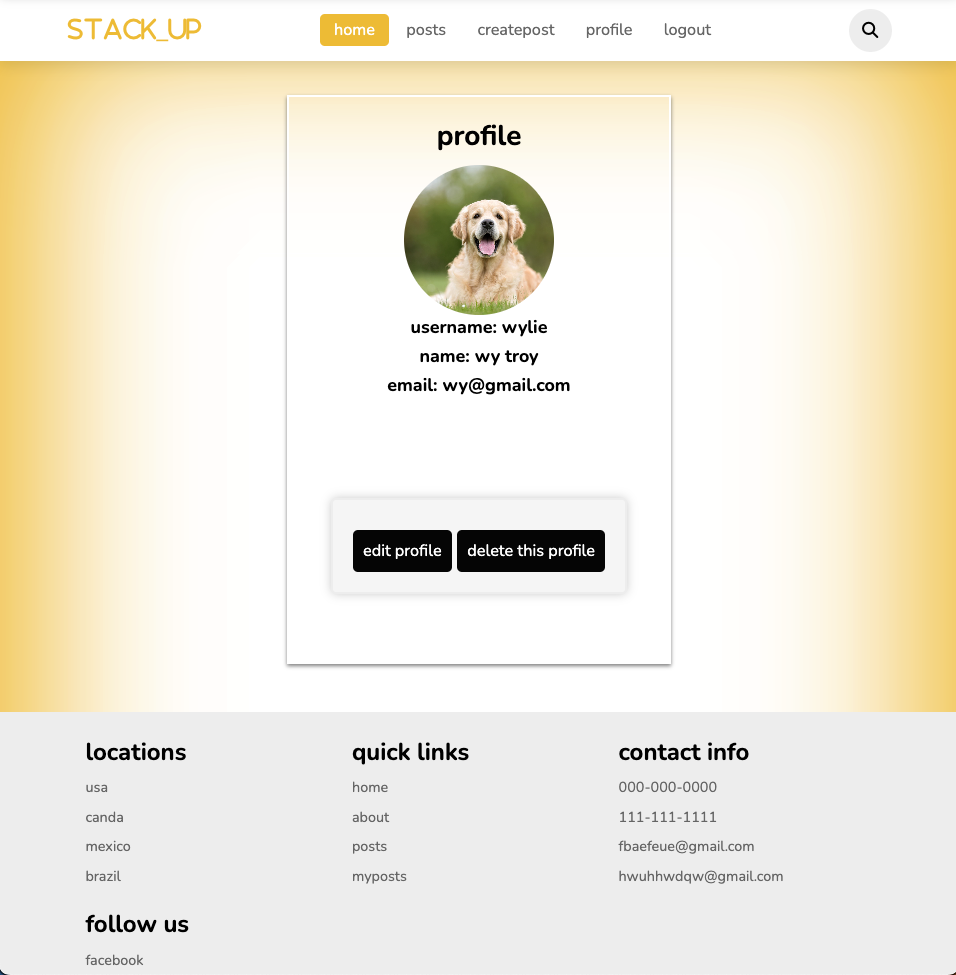 STACK_UP
home posts createpost profile logout
profile
username: wylie
name: wy troy
email: wy@gmail.com
edit profile delete this profile
locations
usa
canda
mexico
brazil
quick links
home
about
posts
myposts
contact info
000-000-0000
111-111-1111
fbaefeue@gmail.com
hwuhhwdqw@gmail.com
follow us
facebook